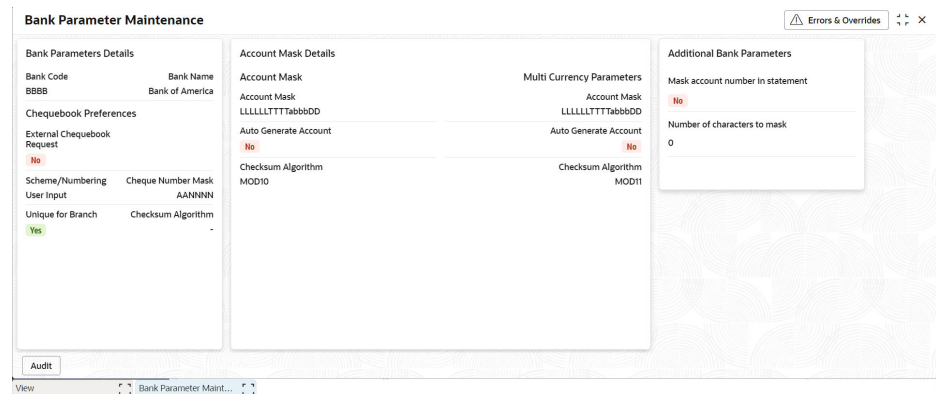 Bank Parameter Maintenance
Errors & Overrides
Bank Parameters Details
Bank Code Bank Name
BBBB Bank of America
Chequebook Preferences
External Chequebook
Request
No
Scheme/Numbering Cheque Number Mask
User Input AANNNN
Unique for Branch Checksum Algorithm
Yes -
Account Mask Details
Account Mask Multi Currency Parameters
Account Mask Account Mask
LLLLLLTTTTabbbDD LLLLLLTTTTabbbDD
Auto Generate Account Auto Generate Account
No No
Checksum Algorithm Checksum Algorithm
MOD10 MOD11
Additional Bank Parameters
Mask account number in statement
No
Number of characters to mask
0
Audit
View Bank Parameter Maint...